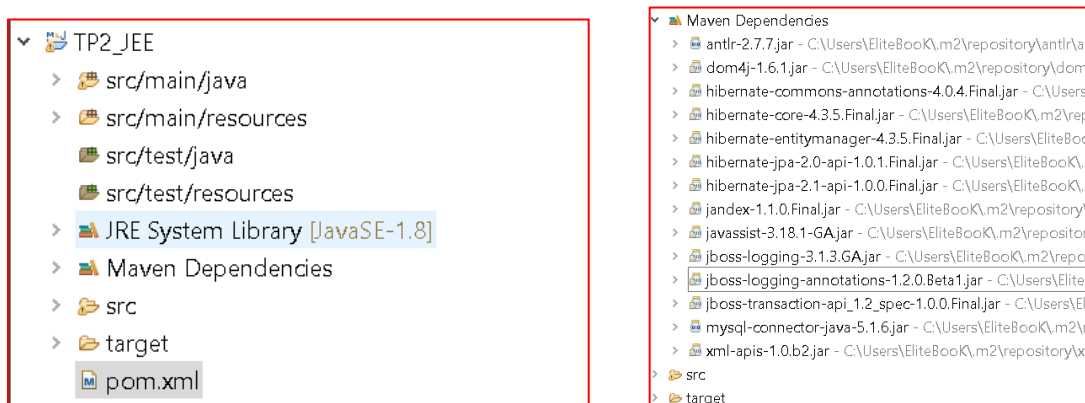 TP2_JEE
src/main/java
src/main/resources
src/test/java
src/test/resources
JRE System Library [JavaSE-1.8]
Maven Dependencies
src
target
pom.xml
Maven Dependencies
antlr-2.7.7.jar - C:\Users\EliteBooK\.m2\repository\antlr\a
dom4j-1.6.1.jar - C:\Users\EliteBooK\.m2\repository\dom
hibernate-commons-annotations-4.0.4.Final.jar - C:\Users
hibernate-core-4.3.5.Final.jar - C:\Users\EliteBooK\.m2\rep
hibernate-entitymanager-4.3.5.Final.jar - C:\Users\EliteBoo
hibernate-jpa-2.0-api-1.0.1.Final.jar - C:\Users\EliteBooK\.
hibernate-jpa-2.1-api-1.0.0.Final.jar - C:\Users\EliteBooK\.
jandex-1.1.0.Final.jar - C:\Users\EliteBooK\.m2\repository\
javassist-3.18.1-GA.jar - C:\Users\EliteBooK\.m2\repositor
jboss-logging-3.1.3.GA.jar - C:\Users\EliteBooK\.m2\repo
jboss-logging-annotations-1.2.0.Beta1.jar - C:\Users\Elite
jboss-transaction-api_1.2_spec-1.0.0.Final.jar - C:\Users\El
mysql-connector-java-5.1.6.jar - C:\Users\EliteBooK\.m2\r
xml-apis-1.0.b2.jar - C:\Users\EliteBooK\.m2\repository\x
src
target